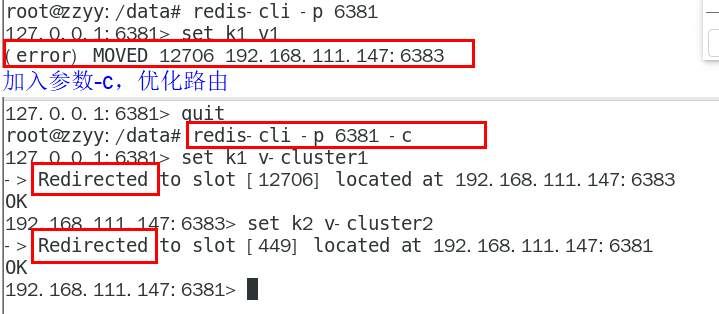 root@zzyy:/data# redis-cli -p 6381
127.0.0.1:6381> set k1 v1
(error) MOVED 12706 192.168.111.147:6383
加入参数-c，优化路由
127.0.0.1:6381> quit
root@zzyy:/data# redis-cli -p 6381 -c
127.0.0.1:6381> set k1 v-cluster1
-> Redirected to slot [12706] located at 192.168.111.147:6383
OK
192.168.111.147:6383> set k2 v-cluster2
-> Redirected to slot [449] located at 192.168.111.147:6381
OK
192.168.111.147:6381>